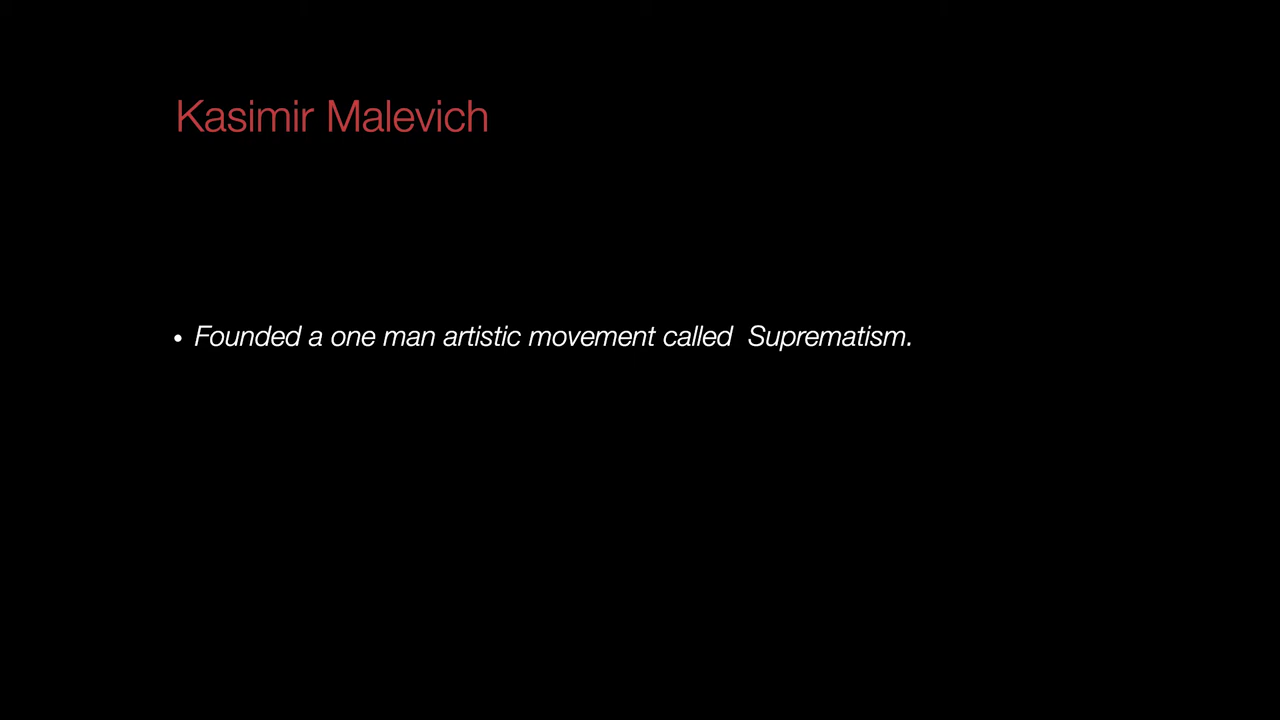 Kasimir Malevich
• Founded a one man artistic movement called  Suprematism.